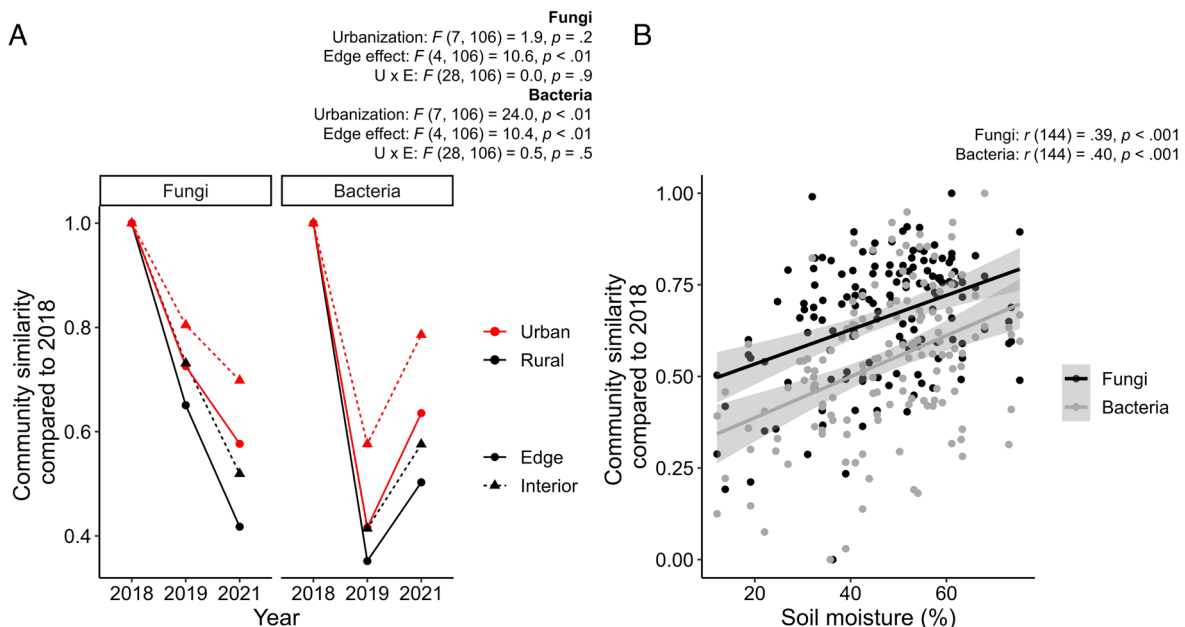 A
Fungi
Urbanization: F (7, 106) = 1.9, p = .2
Edge effect: F (4, 106) = 10.6, p < .01
U x E: F (28, 106) = 0.0, p = .9
Bacteria
Urbanization: F (7, 106) = 24.0, p < .01
Edge effect: F (4, 106) = 10.4, p < .01
U x E: F (28, 106) = 0.5, p = .5
Fungi
Bacteria
Community similarity
compared to 2018
1.0
0.8
0.6
0.4
2018 2019 2021
2018 2019 2021
Year
Urban
Rural
Edge
Interior
B
Fungi: r (144) = .39, p < .001
Bacteria: r (144) = .40, p < .001
Community similarity
compared to 2018
1.00
0.75
0.50
0.25
0.00
20 40 60
Soil moisture (%)
Fungi
Bacteria